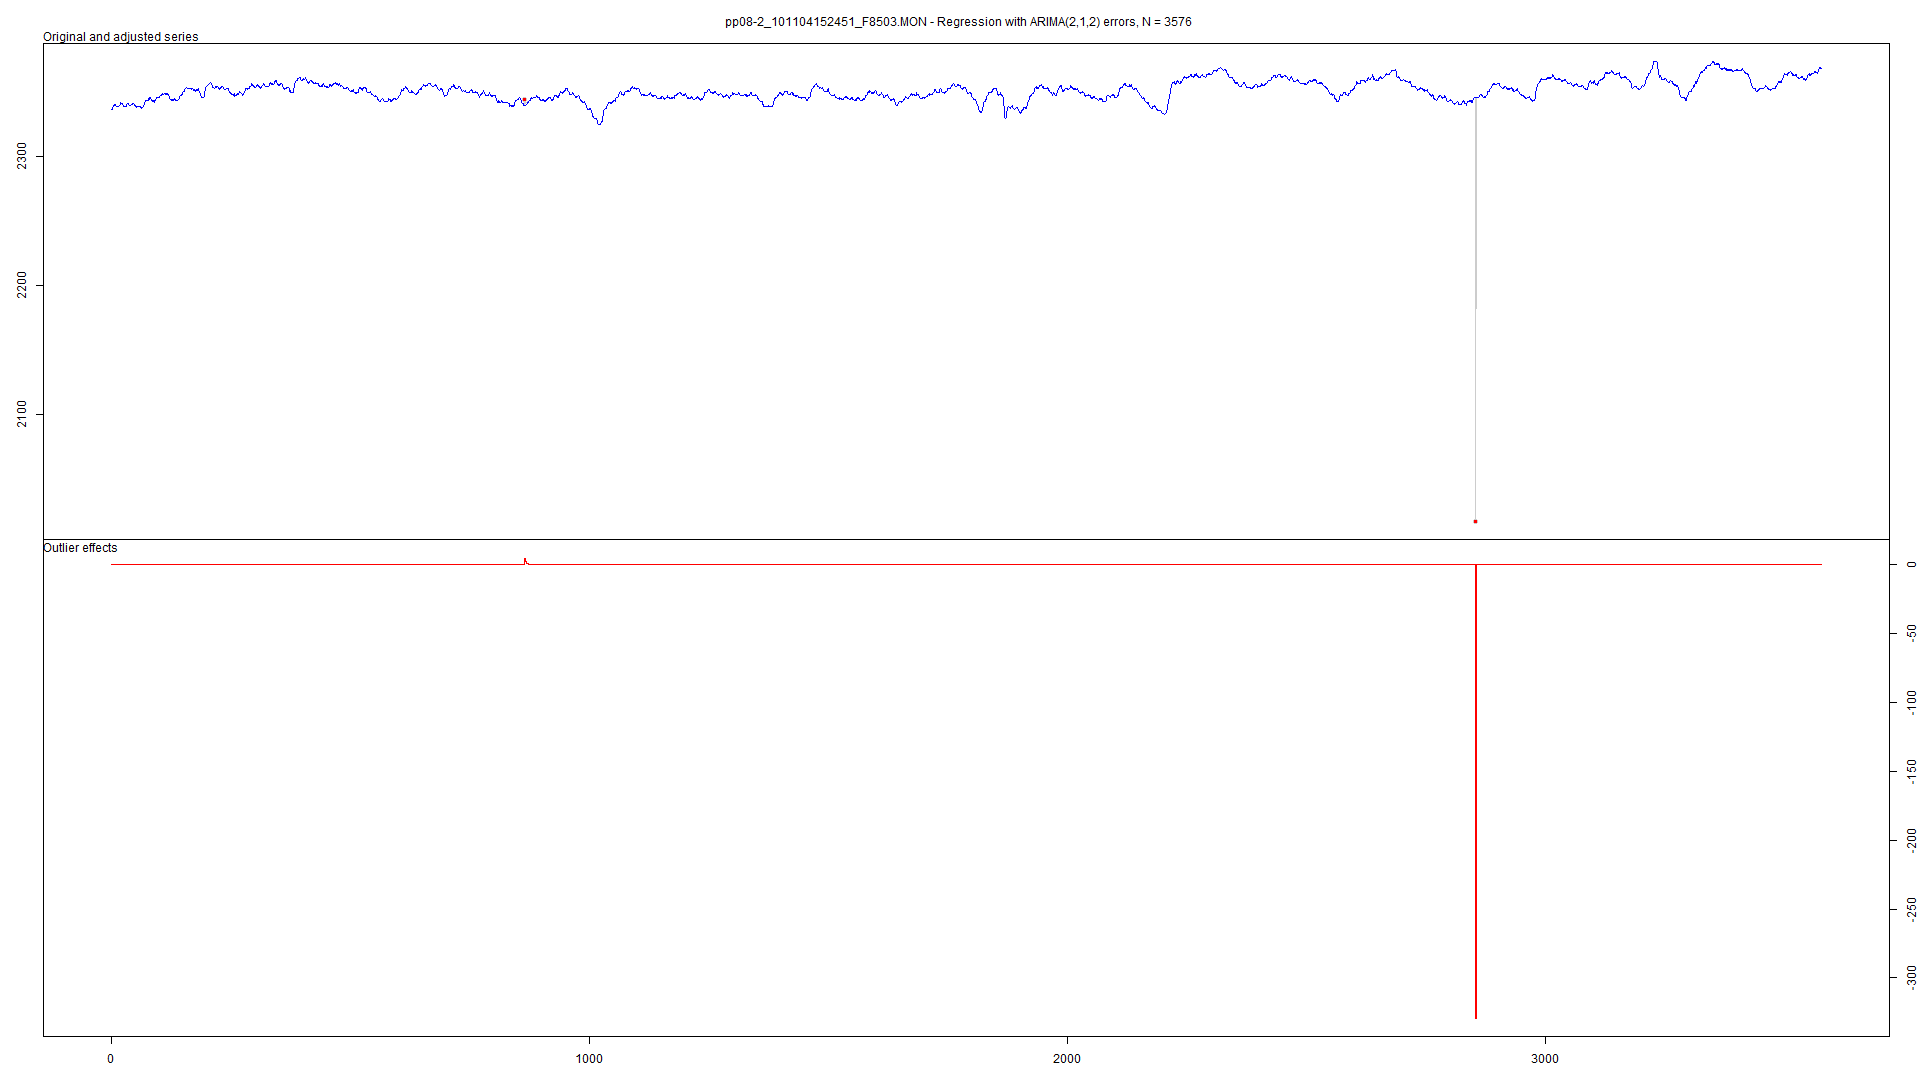 pp08-2_101104152451_F8503.MON - Regression with ARIMA(2,1,2) errors, N = 3576
Original and adjusted series
2300
2200
2100
Outlier effects
0
-50
-100
-150
-200
-250
-300
0 1000 2000 3000